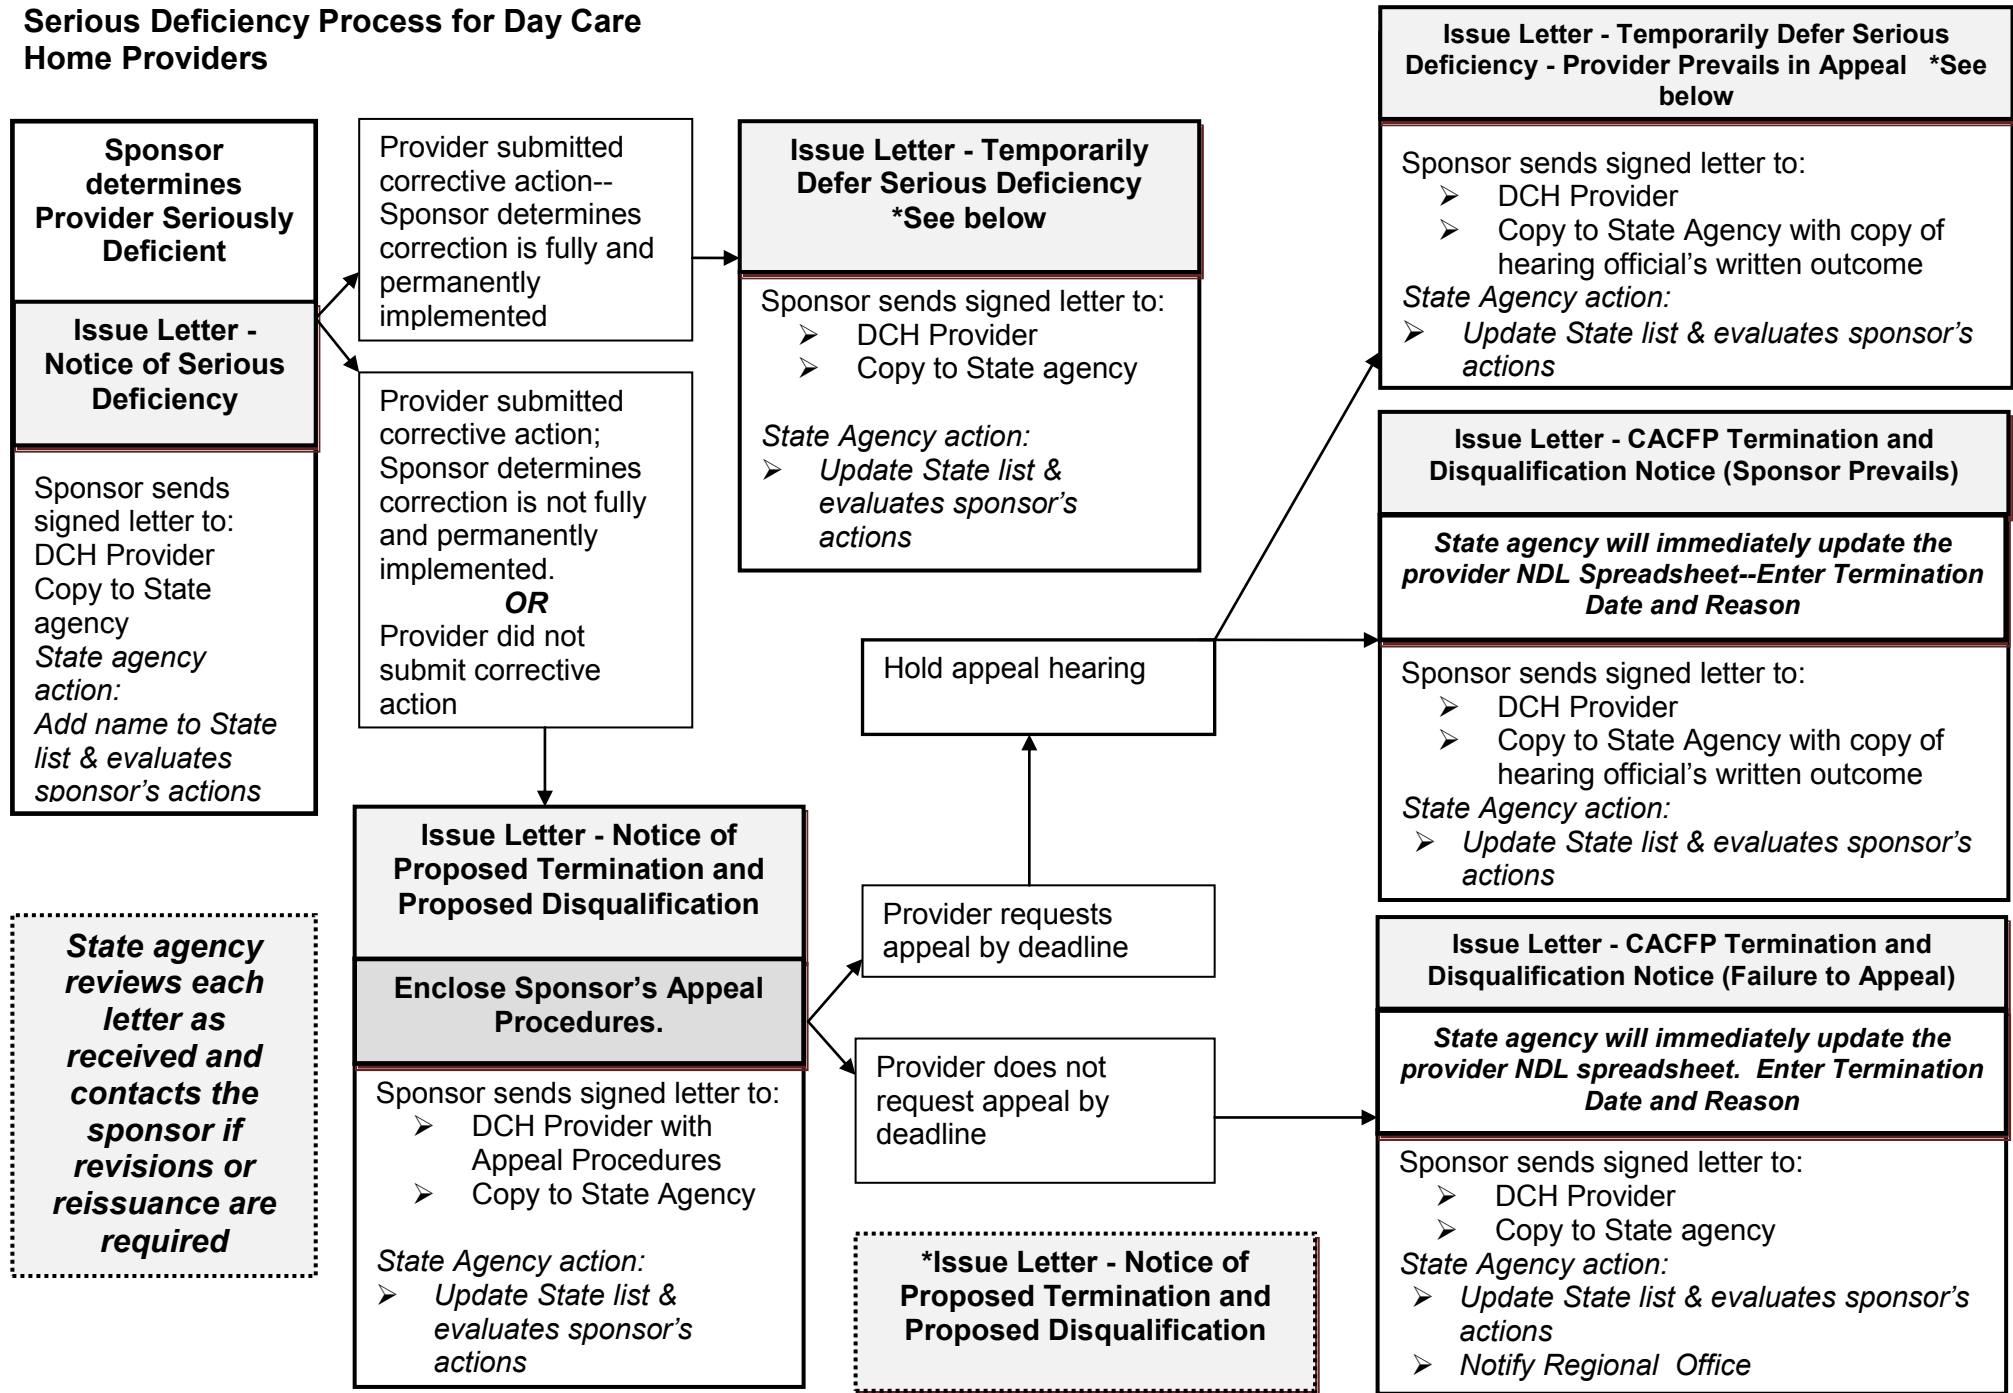 Serious Deficiency Process for Day Care
Home Providers
Sponsor
determines
Provider Seriously
Deficient
Issue Letter -
Notice of Serious
Deficiency
Sponsor sends
signed letter to:
DCH Provider
Copy to State
agency
State agency
action:
Add name to State
list & evaluates
sponsor's actions
State agency
reviews each
letter as
received and
contacts the
sponsor if
revisions or
reissuance are
required
Provider submitted
corrective action--
Sponsor determines
correction is fully and
permanently
implemented
Provider submitted
corrective action;
Sponsor determines
correction is not fully
and permanently
implemented.
OR
Provider did not
submit corrective
action
Issue Letter - Temporarily
Defer Serious Deficiency
*See below
Sponsor sends signed letter to:
➢ DCH Provider
➢ Copy to State agency
State Agency action:
➢ Update State list &
evaluates sponsor's
actions
Issue Letter - Notice of
Proposed Termination and
Proposed Disqualification
Enclose Sponsor's Appeal
Procedures.
Sponsor sends signed letter to:
➢ DCH Provider with
Appeal Procedures
➢ Copy to State Agency
State Agency action:
➢ Update State list &
evaluates sponsor's
actions
Hold appeal hearing
Provider requests
appeal by deadline
Provider does not
request appeal by
deadline
*Issue Letter - Notice of
Proposed Termination and
Proposed Disqualification
Issue Letter - Temporarily Defer Serious
Deficiency - Provider Prevails in Appeal *See
below
Sponsor sends signed letter to:
➢ DCH Provider
➢ Copy to State Agency with copy of
hearing official's written outcome
State Agency action:
➢ Update State list & evaluates sponsor's
actions
Issue Letter - CACFP Termination and
Disqualification Notice (Sponsor Prevails)
State agency will immediately update the
provider NDL Spreadsheet--Enter Termination
Date and Reason
Sponsor sends signed letter to:
➢ DCH Provider
➢ Copy to State Agency with copy of
hearing official's written outcome
State Agency action:
➢ Update State list & evaluates sponsor's
actions
Issue Letter - CACFP Termination and
Disqualification Notice (Failure to Appeal)
State agency will immediately update the
provider NDL spreadsheet. Enter Termination
Date and Reason
Sponsor sends signed letter to:
➢ DCH Provider
➢ Copy to State agency
State Agency action:
➢ Update State list & evaluates sponsor's
actions
➢ Notify Regional Office